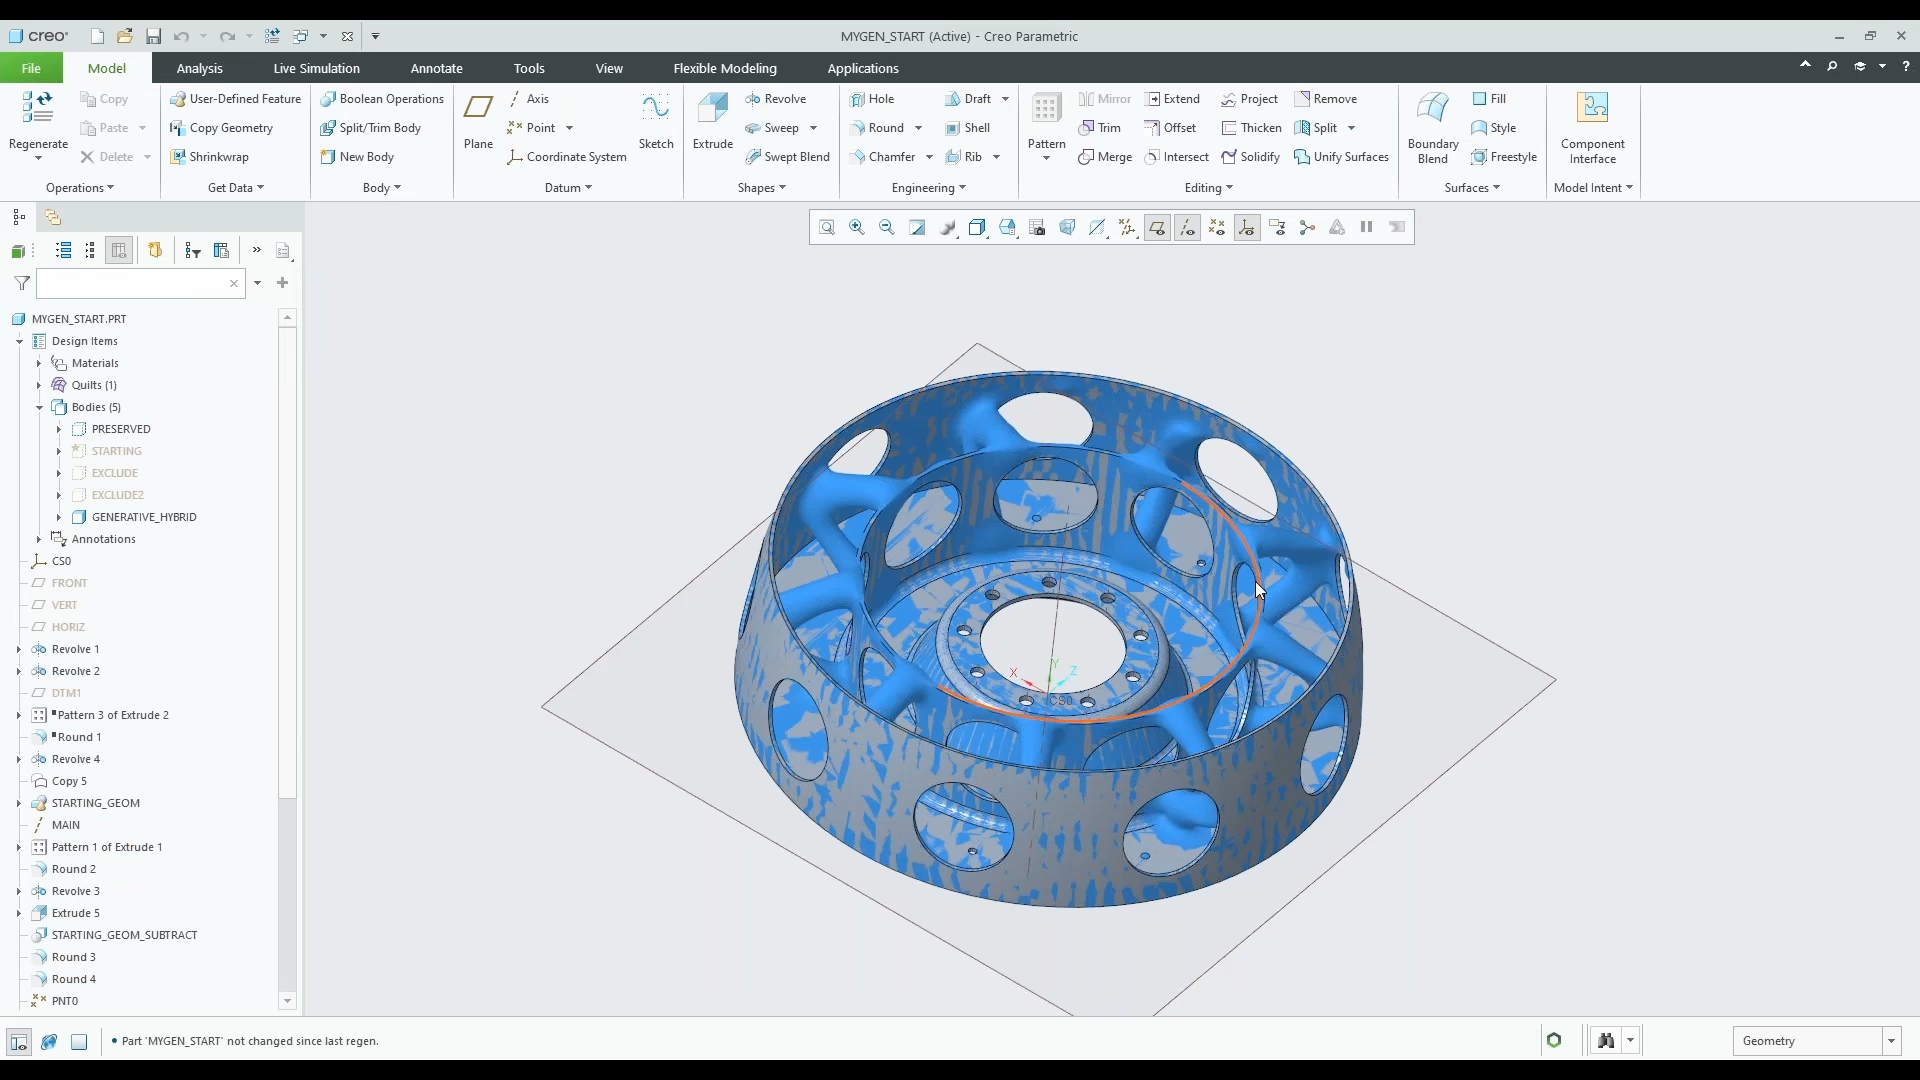 creo
MYGEN_START (Active) - Creo Parametric
File
Model
Analysis
Live Simulation
Annotate
Tools
View
Flexible Modeling
Applications
?
Regenerate
Copy
Paste
Delete
Operations
User-Defined Feature
Copy Geometry
Shrinkwrap
Get Data
Boolean Operations
Split/Trim Body
New Body
Body
Plane
Axis
Point
Coordinate System
Sketch
Datum
Extrude
Revolve
Sweep
Swept Blend
Shapes
Hole
Round
Chamfer
Draft
Shell
Rib
Engineering
Pattern
Mirror
Trim
Merge
Extend
Offset
Intersect
Project
Thicken
Solidify
Remove
Split
Unify Surfaces
Editing
Boundary
Blend
Fill
Style
Freestyle
Surfaces
Component
Interface
Model Intent
MYGEN_START.PRT
Design Items
Materials
Quilts (1)
Bodies (5)
PRESERVED
STARTING
EXCLUDE
EXCLUDE2
GENERATIVE_HYBRID
Annotations
CS0
FRONT
VERT
HORIZ
Revolve 1
Revolve 2
DTM1
Pattern 3 of Extrude 2
Round 1
Revolve 4
Copy 5
STARTING_GEOM
MAIN
Pattern 1 of Extrude 1
Round 2
Revolve 3
Extrude 5
STARTING_GEOM_SUBTRACT
Round 3
Round 4
PNT0
X
Y
Z
CS0
Part 'MYGEN_START' not changed since last regen.
Geometry